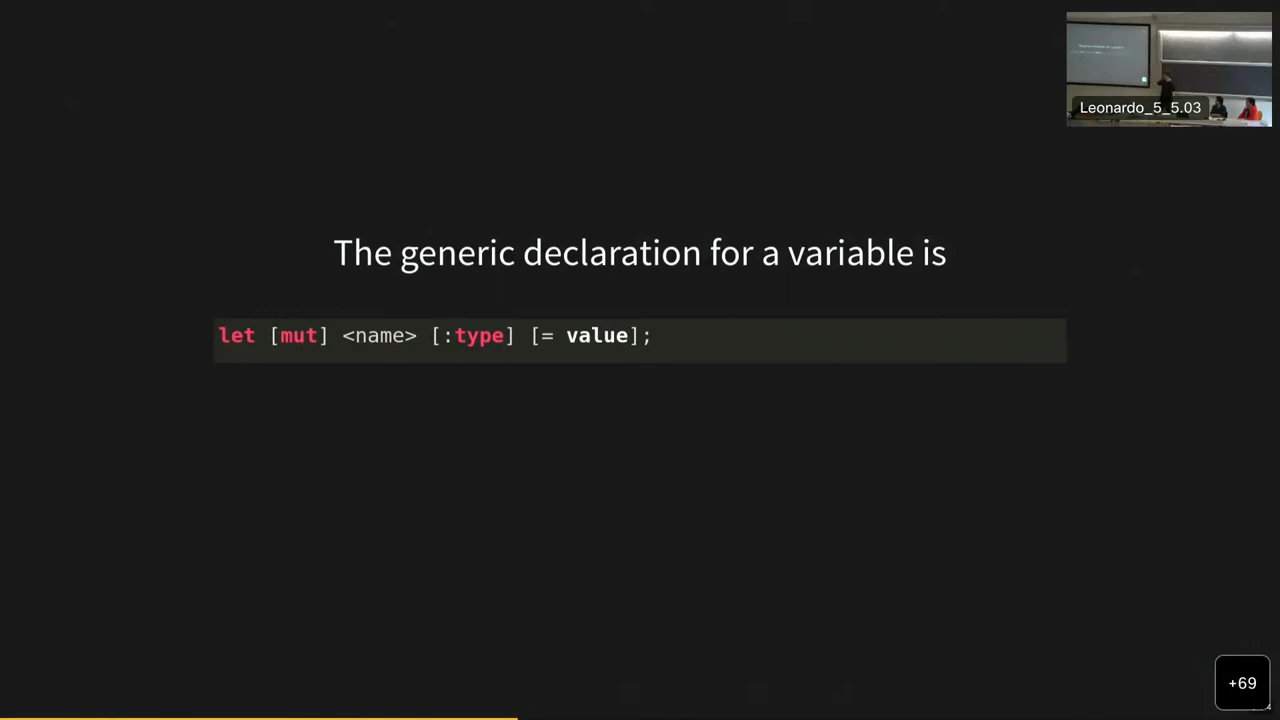 Leonardo_5_5.03
The generic declaration for a variable is
let [mut] <name> [:type] [= value];
+69